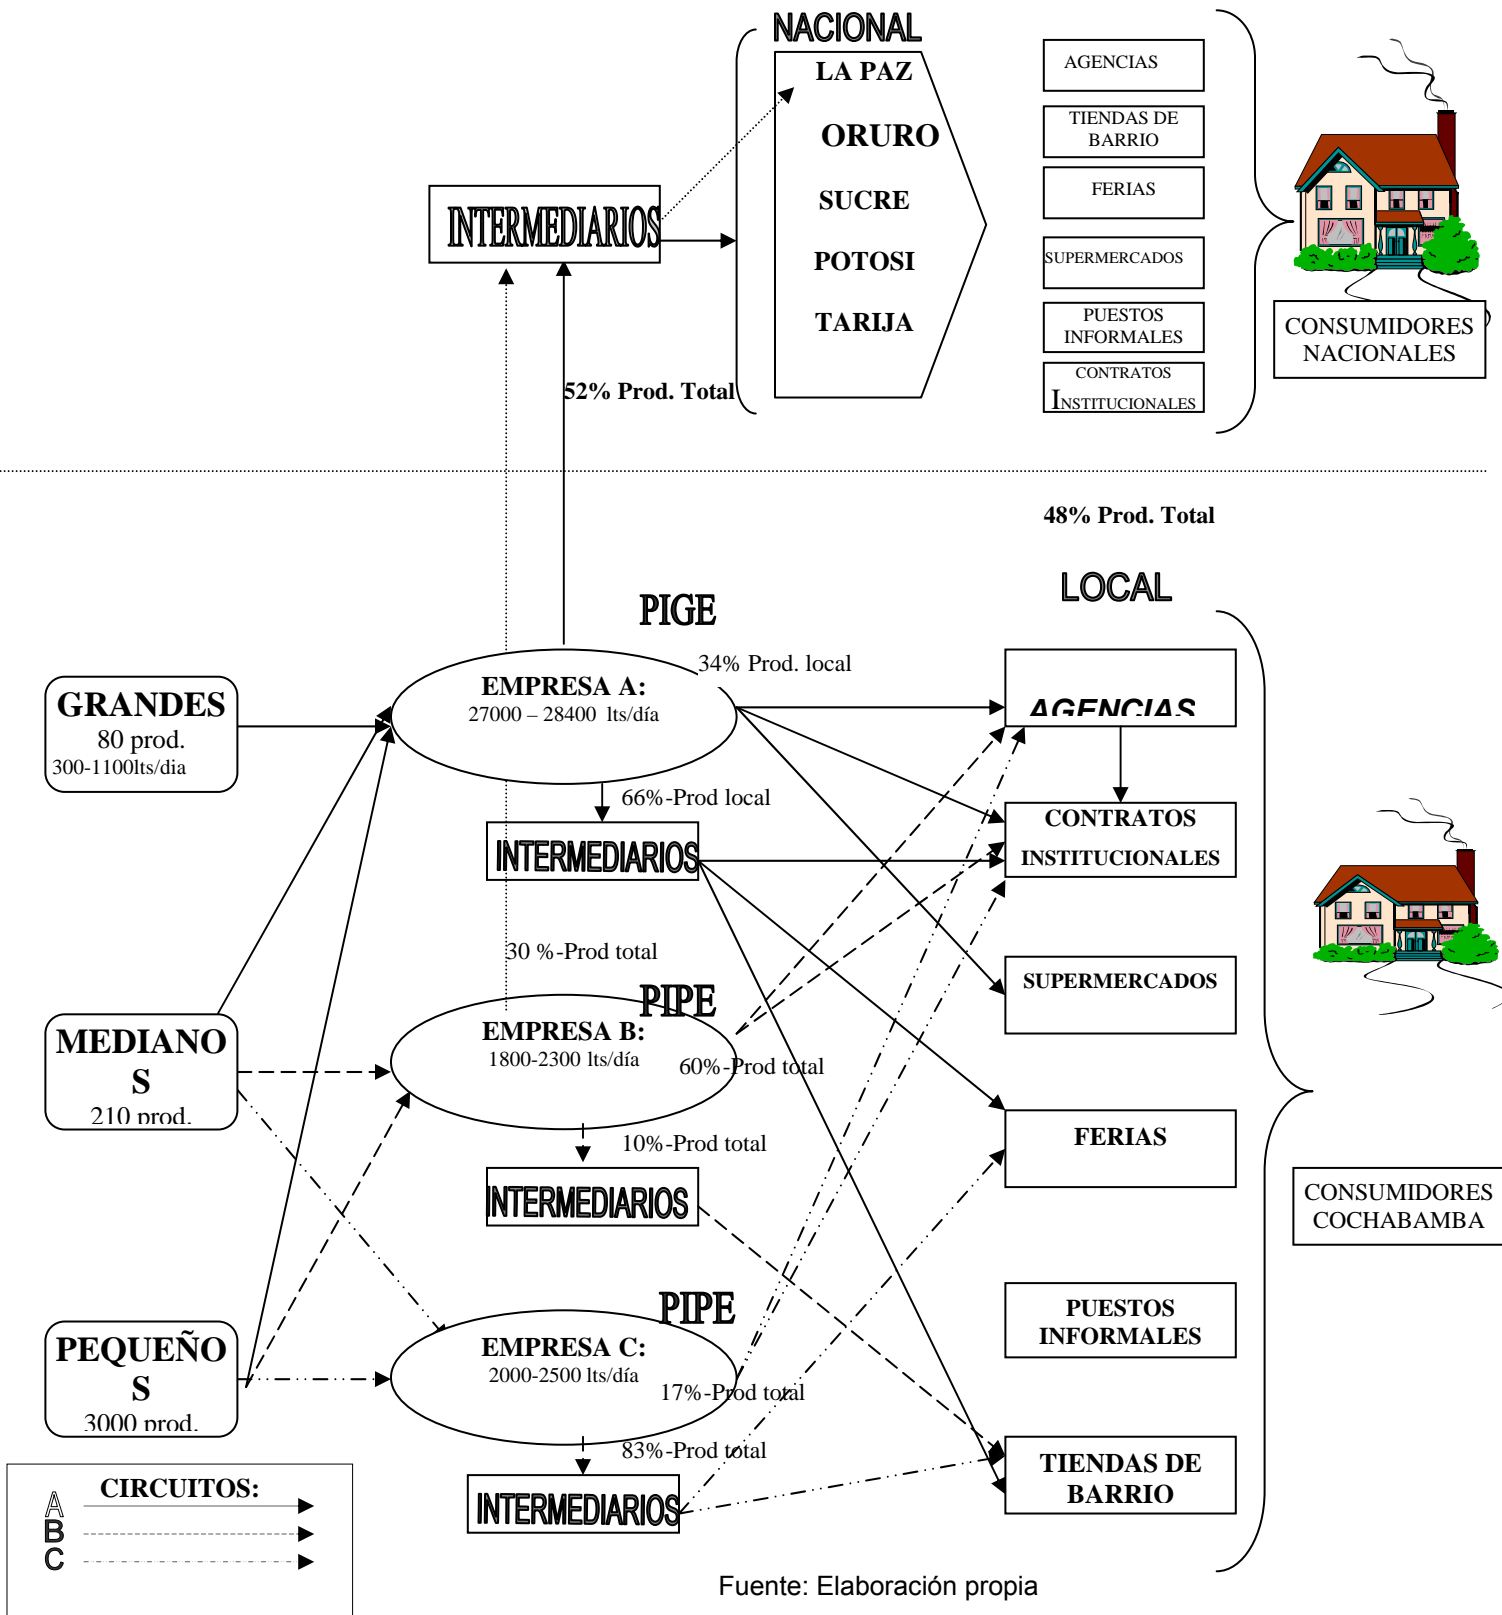 NACIONAL
LA PAZ
ORURO
SUCRE
POTOSI
TARIJA
AGENCIAS
TIENDAS DE
BARRIO
FERIAS
SUPERMERCADOS
PUESTOS
INFORMALES
CONTRATOS
INSTITUCIONALES
CONSUMIDORES
NACIONALES
INTERMEDIARIOS
52% Prod. Total
48% Prod. Total
LOCAL
PIGE
34% Prod. local
EMPRESA A:
27000 – 28400 lts/día
GRANDES
80 prod.
300-1100lts/dia
66%-Prod local
INTERMEDIARIOS
AGENCIAS
CONTRATOS
INSTITUCIONALES
SUPERMERCADOS
30 %-Prod total
PIPE
EMPRESA B:
1800-2300 lts/día
60%-Prod total
MEDIANO
S
210 prod.
10%-Prod total
INTERMEDIARIOS
FERIAS
CONSUMIDORES
COCHABAMBA
PUESTOS
INFORMALES
PIPE
EMPRESA C:
2000-2500 lts/día
17%-Prod total
PEQUEÑO
S
3000 prod.
83%-Prod total
INTERMEDIARIOS
TIENDAS DE
BARRIO
CIRCUITOS:
A
B
C
Fuente: Elaboración propia